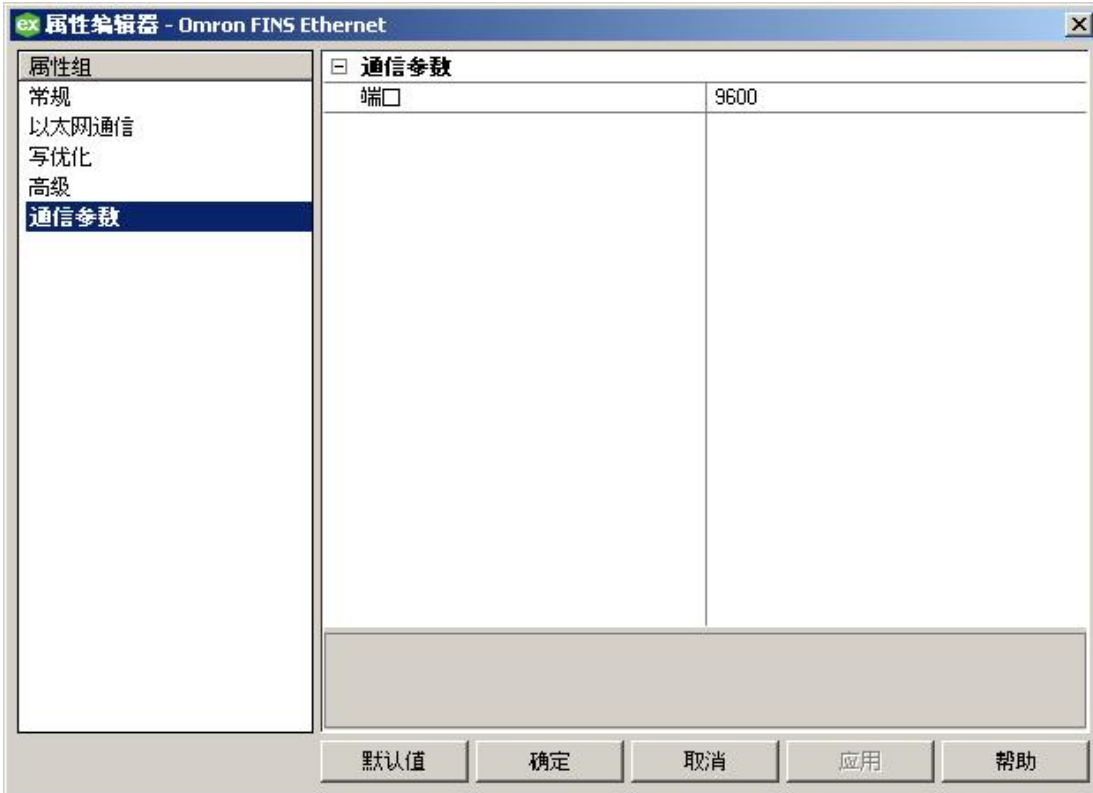 ex 属性编辑器 - Omron FINS Ethernet
属性组
常规
以太网通信
写优化
高级
通信参数
通信参数
端口 9600
默认值 确定 取消 应用 帮助